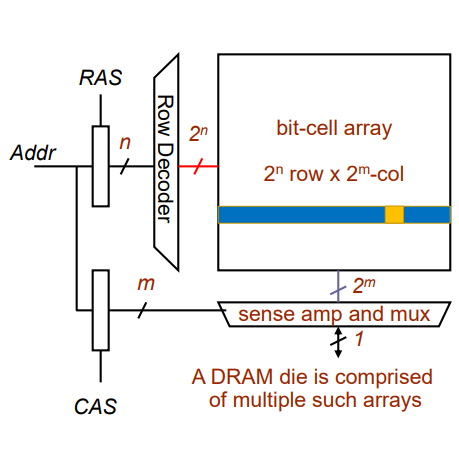 RAS
Addr
n
Row Decoder
2ⁿ
bit-cell array
2ⁿ row x 2ᵐ-col
m
2ᵐ
sense amp and mux
1
CAS
A DRAM die is comprised
of multiple such arrays